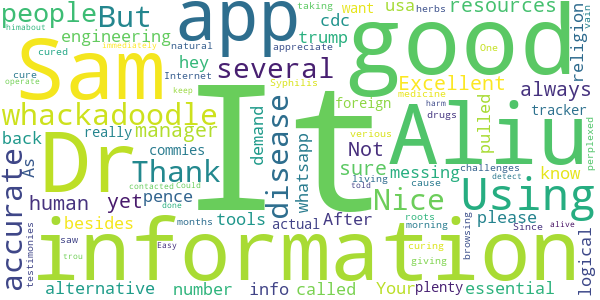 people But app usa resources
cdc want herbs taking
himabout cured engineering trump good
Sam hey several
cure natural appreciate
immediately operate Internet keep
Excellent One medicine
religion vain
whackadoodle
Syphilis
foreign pulled always
back really manager demand
commies
Dr It Aliu
harm drugs tracker
verious perplexed
As Thank disease whatsapp
Not sure messing know
living told cause challenges detect
accurate human yet pence
Nice Using
contacted Could
besides tools actual After please
roots morning
done months
testimonies saw information
Since alive
browsing logical
Easy curing giving
trou
alternative number info called Your plenty essential